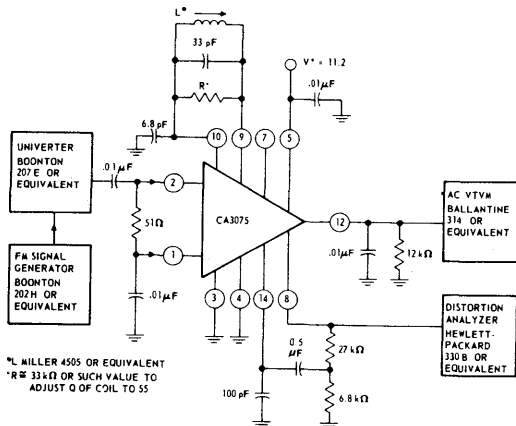 L*
33 pF
R*
6.8 pF
V+ = 11.2
.01µF
10
9
7
5
UNIVERTER
BOONTON
207 E OR
EQUIVALENT
.01µF
2
51Ω
1
CA3075
12
AC VTVM
BALLANTINE
314 OR
EQUIVALENT
.01µF
12 kΩ
FM SIGNAL
GENERATOR
BOONTON
202 H OR
EQUIVALENT
.01µF
3
4
14
8
0.5
µF
27 kΩ
DISTORTION
ANALYZER
HEWLETT-
PACKARD
330 B OR
EQUIVALENT
100 pF
6.8 kΩ
*L MILLER 4505 OR EQUIVALENT
*R ≅ 33 kΩ OR SUCH VALUE TO
ADJUST Q OF COIL TO 55